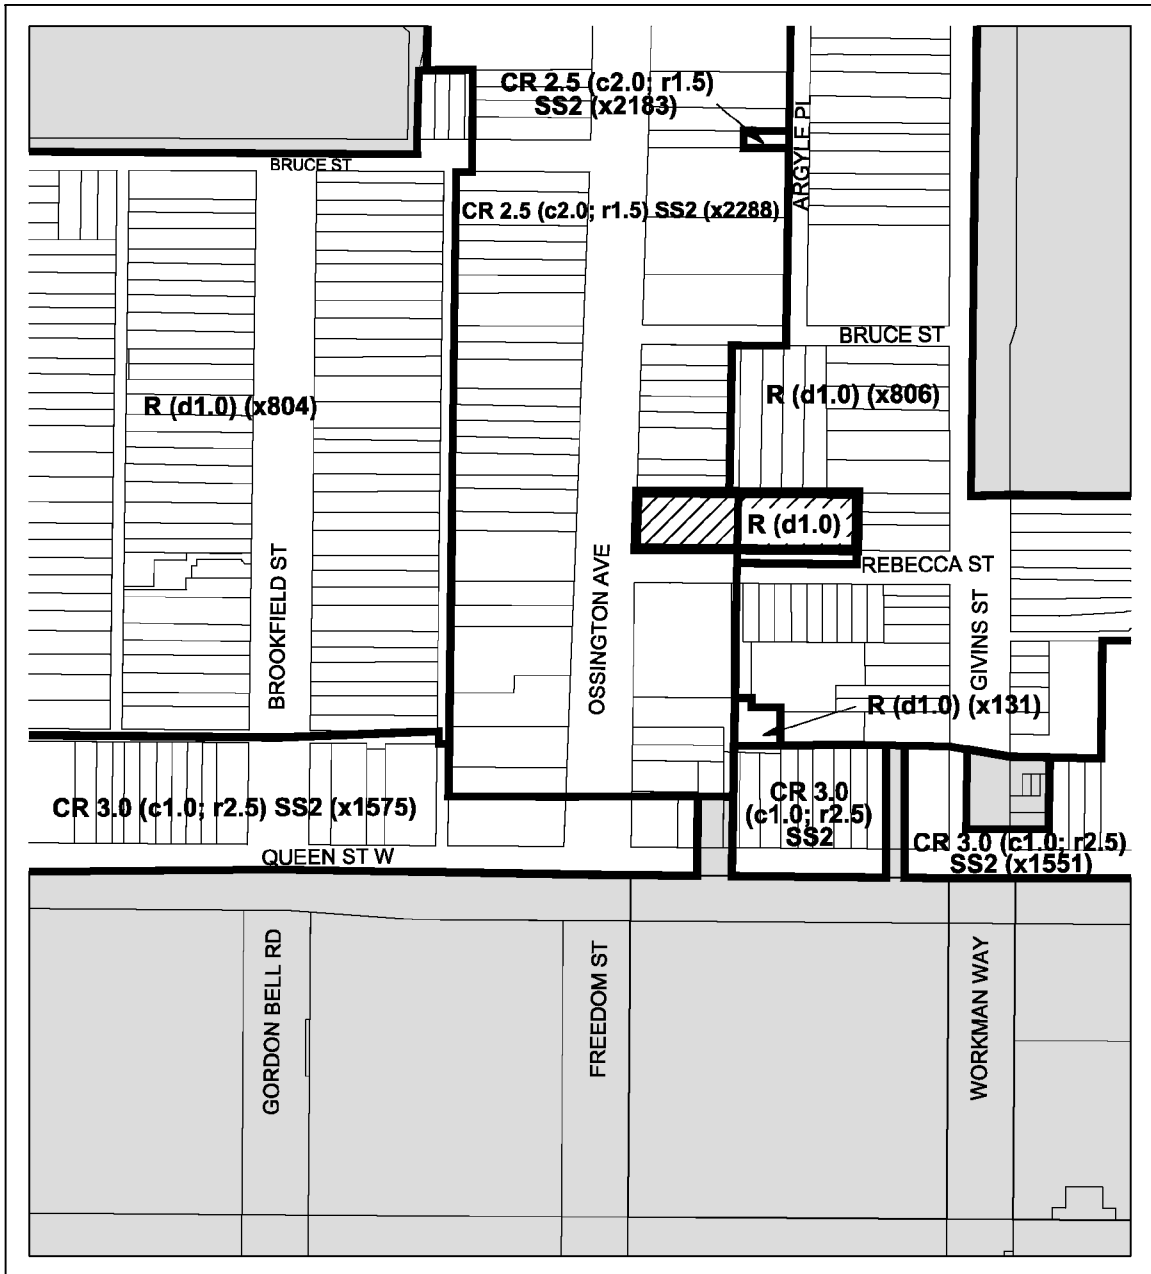 CR 2.5 (c2.0; r1.5)
SS2 (x2183)
ARGYLE PL
BRUCE ST
CR 2.5 (c2.0; r1.5) SS2 (x2288)
BRUCE ST
R (d1.0) (x804)
R (d1.0) (x806)
R (d1.0)
REBECCA ST
BROOKFIELD ST
OSSINGTON AVE
GIVINS ST
R (d1.0) (x131)
CR 3.0 (c1.0; r2.5) SS2 (x1575)
CR 3.0
(c1.0; r2.5)
SS2
CR 3.0 (c1.0; r2.5)
SS2 (x1551)
QUEEN ST W
GORDON BELL RD
FREEDOM ST
WORKMAN WAY